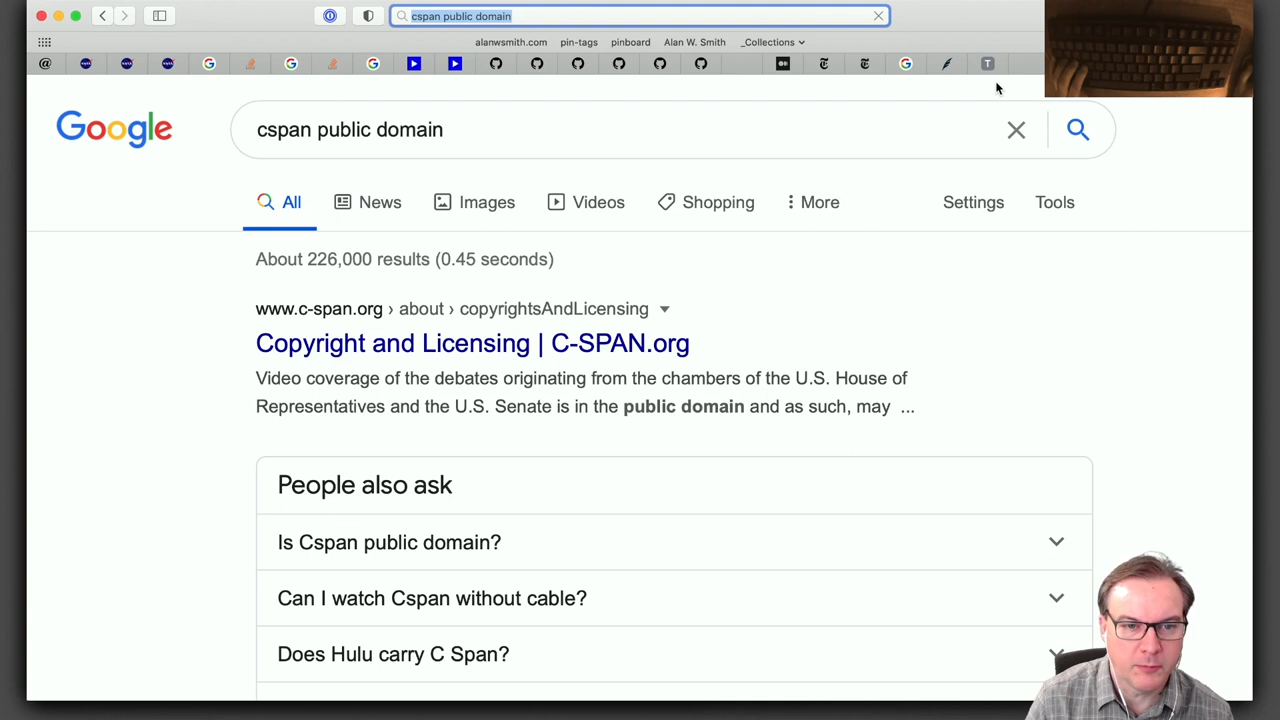 cspan public domain
alanwsmith.com pin-tags pinboard Alan W. Smith _Collections
T
Google
cspan public domain
All News Images Videos Shopping More Settings Tools
About 226,000 results (0.45 seconds)
www.c-span.org › about › copyrightsAndLicensing
Copyright and Licensing | C-SPAN.org
Video coverage of the debates originating from the chambers of the U.S. House of
Representatives and the U.S. Senate is in the public domain and as such, may ...
People also ask
Is Cspan public domain?
Can I watch Cspan without cable?
Does Hulu carry C Span?